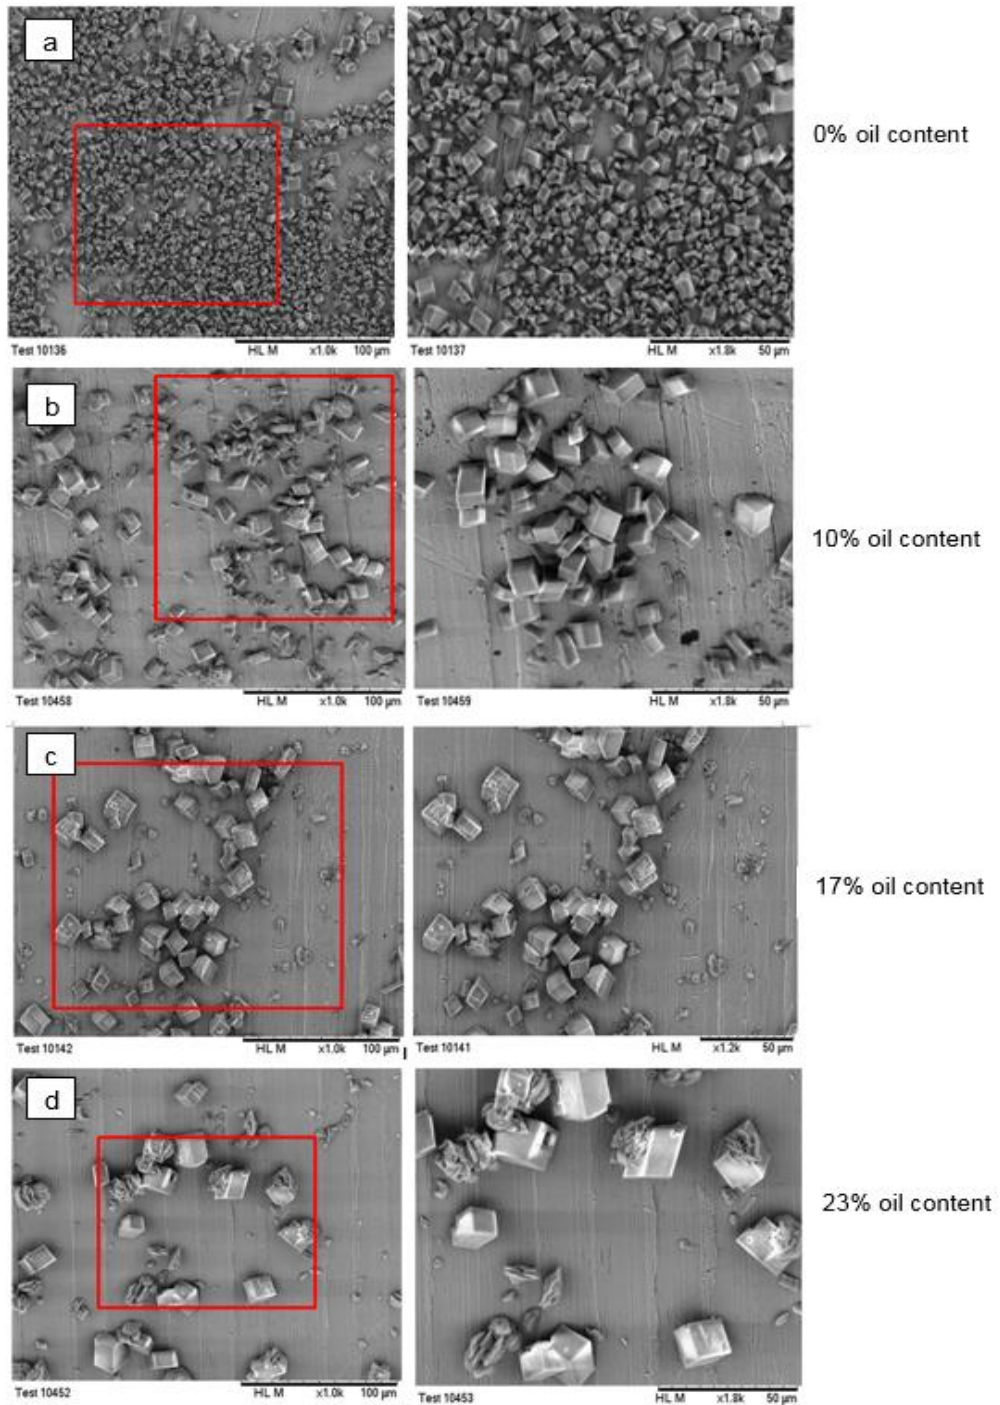 a
0% oil content
Test 10136 HL M x1.0k 100 µm
Test 10137 HL M x1.8k 50 µm
b
10% oil content
Test 10458 HL M x1.0k 100 µm
Test 10459 HL M x1.8k 50 µm
c
17% oil content
Test 10142 HL M x1.0k 100 µm
Test 10141 HL M x1.2k 50 µm
d
23% oil content
Test 10452 HL M x1.0k 100 µm
Test 10453 HL M x1.8k 50 µm